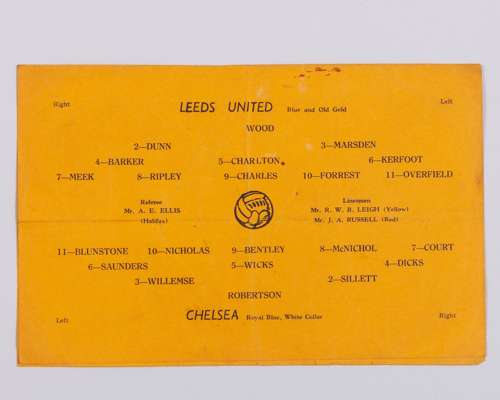 Right LEEDS UNITED Blue and Old Gold Left
WOOD
2—DUNN 3—MARSDEN
4—BARKER 5—CHARLTON 6—KERFOOT
7—MEEK 8—RIPLEY 9—CHARLES 10—FORREST 11—OVERFIELD
Referee Linesmen
Mr. A. E. ELLIS Mr. R. W. B. LEIGH (Yellow)
(Halifax) Mr. J. A. RUSSELL (Red)
11—BLUNSTONE 10—NICHOLAS 9—BENTLEY 8—McNICHOL 7—COURT
6—SAUNDERS 5—WICKS 4—DICKS
3—WILLEMSE 2—SILLETT
ROBERTSON
Left CHELSEA Royal Blue, White Collar Right